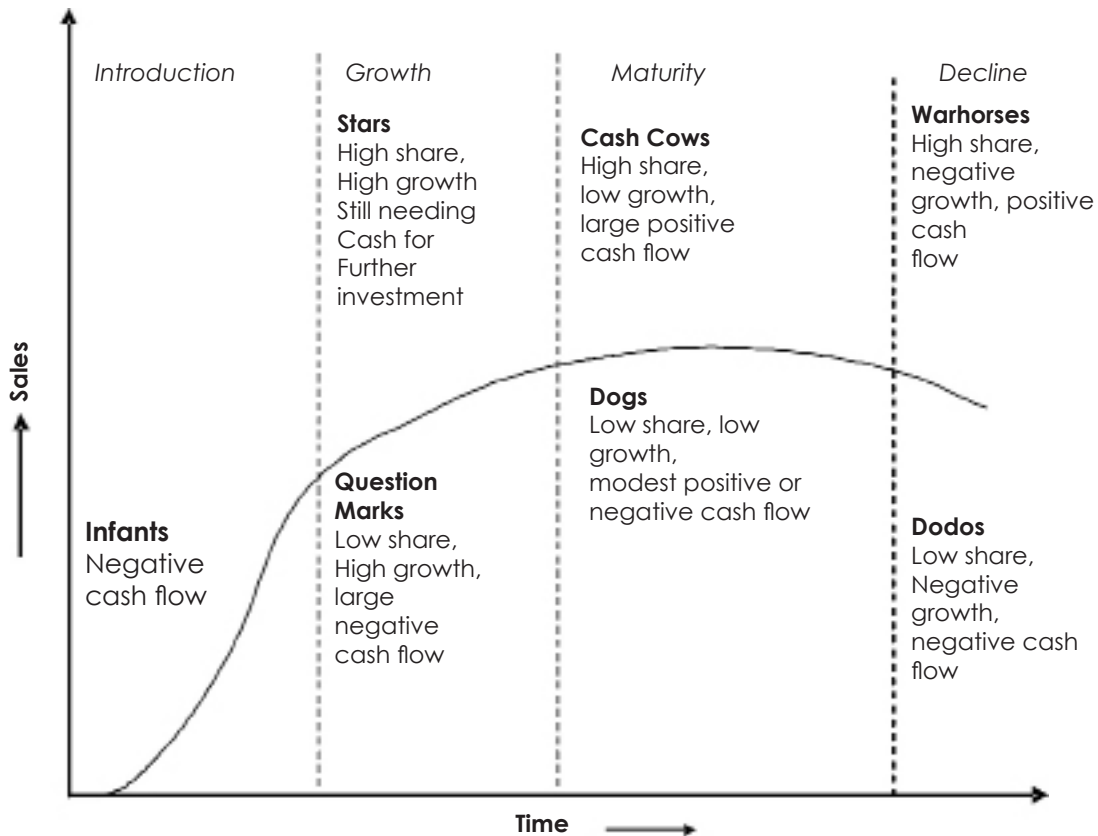 Introduction
Growth
Maturity
Decline
Stars
High share,
High growth
Still needing
Cash for
Further
investment
Cash Cows
High share,
low growth,
large positive
cash flow
Warhorses
High share,
negative
growth, positive
cash
flow
Sales
Infants
Negative
cash flow
Question
Marks
Low share,
High growth,
large
negative
cash flow
Dogs
Low share, low
growth,
modest positive or
negative cash flow
Dodos
Low share,
Negative
growth,
negative cash
flow
Time